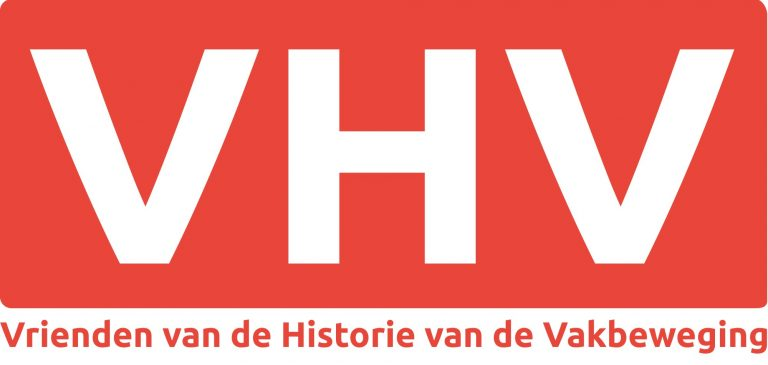 VHV
Vrienden van de Historie van de Vakbeweging